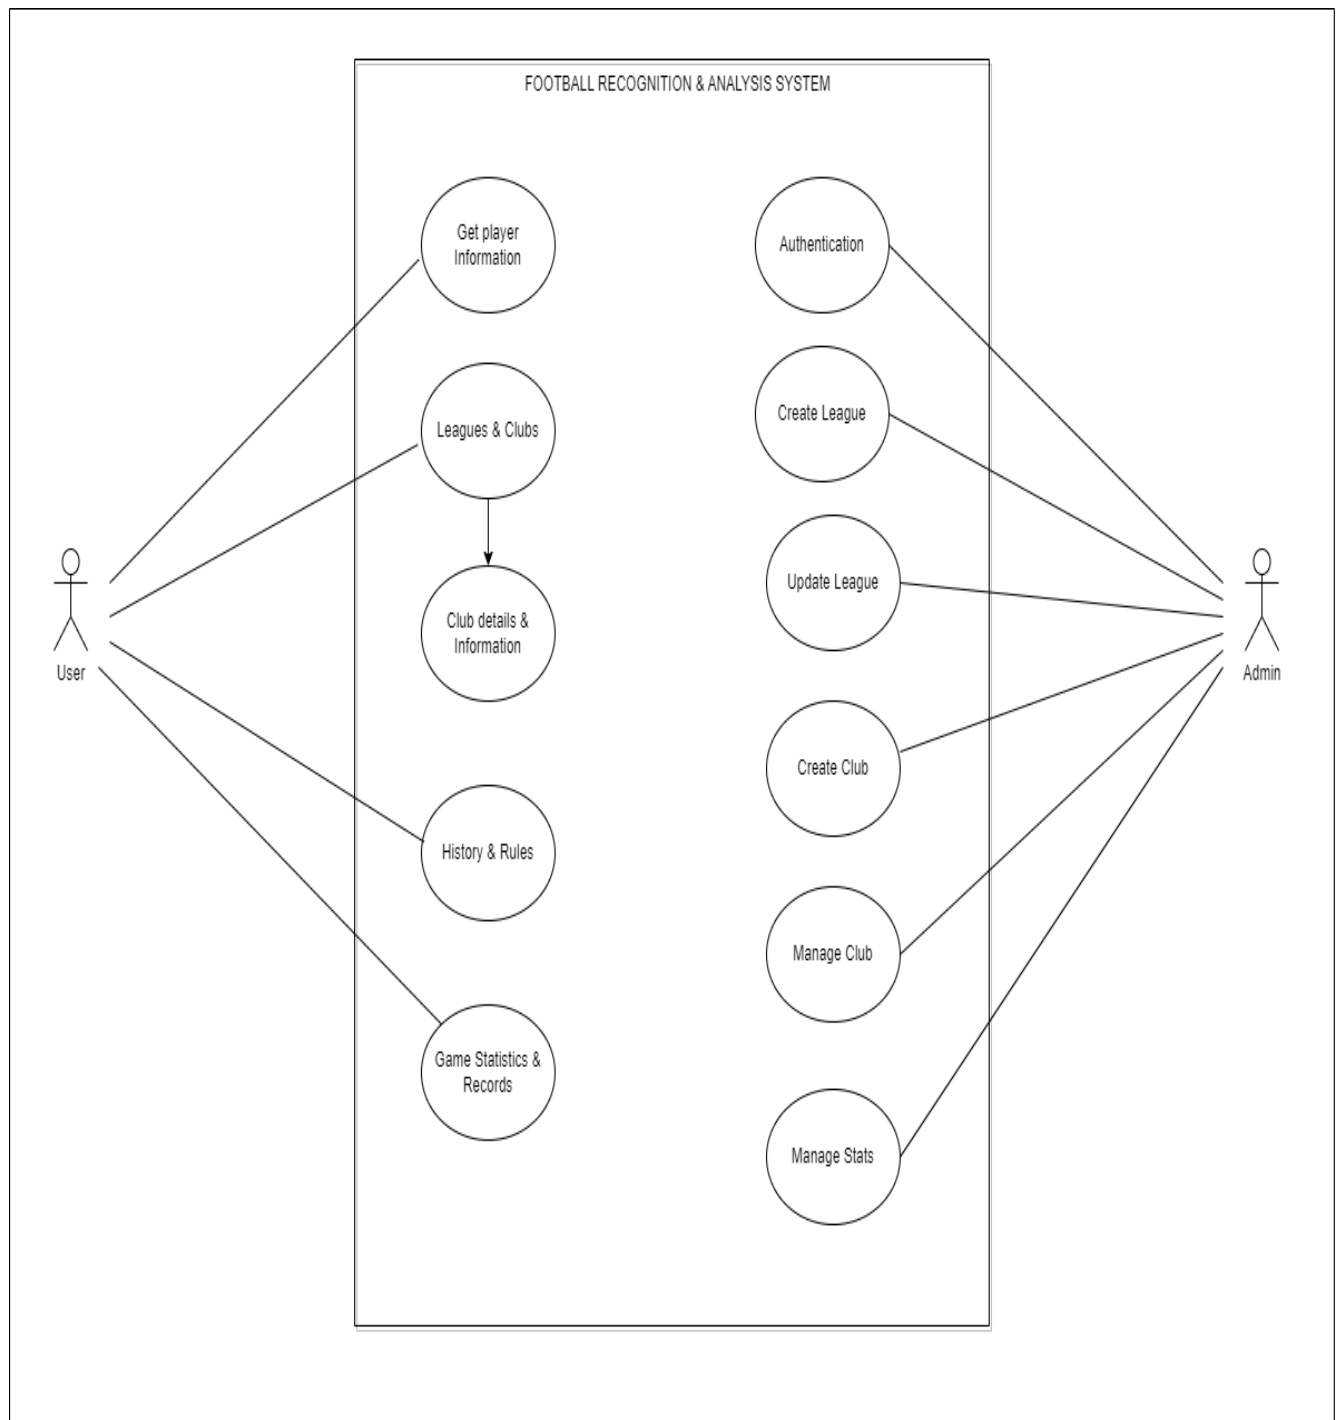 FOOTBALL RECOGNITION & ANALYSIS SYSTEM
Get player
Information
Authentication
Leagues & Clubs
Create League
Club details &
Information
Update League
User
Admin
History & Rules
Create Club
Manage Club
Game Statistics &
Records
Manage Stats